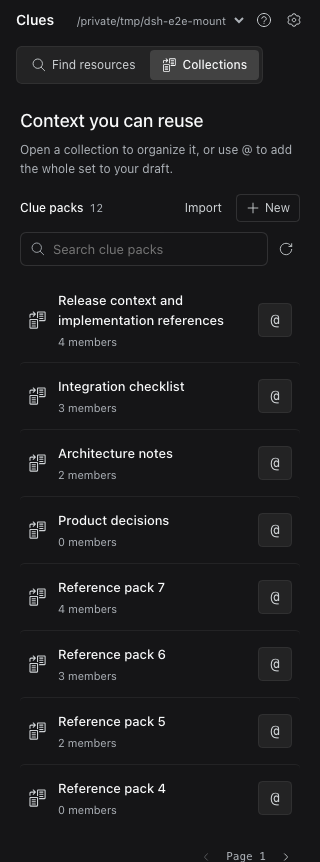 Clues /private/tmp/dsh-e2e-mount
Find resources Collections
Context you can reuse
Open a collection to organize it, or use @ to add
the whole set to your draft.
Clue packs 12 Import + New
Search clue packs
Release context and
implementation references
4 members
@
Integration checklist
3 members
@
Architecture notes
2 members
@
Product decisions
0 members
@
Reference pack 7
4 members
@
Reference pack 6
3 members
@
Reference pack 5
2 members
@
Reference pack 4
0 members
@
Page 1